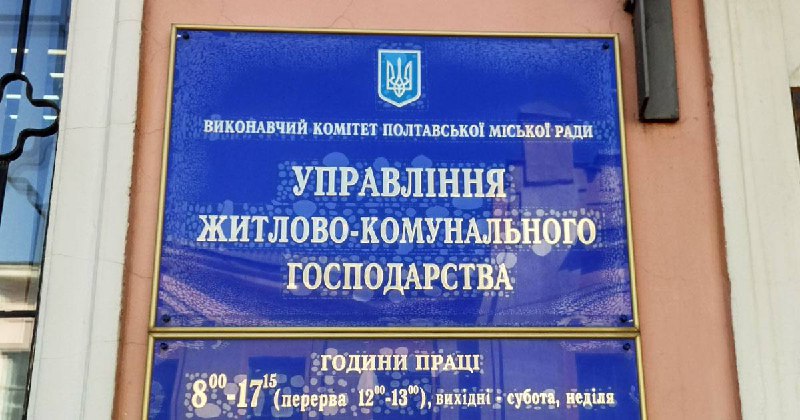 ВИКОНАВЧИЙ КОМІТЕТ ПОЛТАВСЬКОЇ МІСЬКОЇ РАДИ
УПРАВЛІННЯ
ЖИТЛОВО-КОМУНАЛЬНОГО
ГОСПОДАРСТВА
ГОДИНИ ПРАЦІ
8⁰⁰-17¹⁵ (перерва 12⁰⁰-13⁰⁰), вихідні - субота, неділя